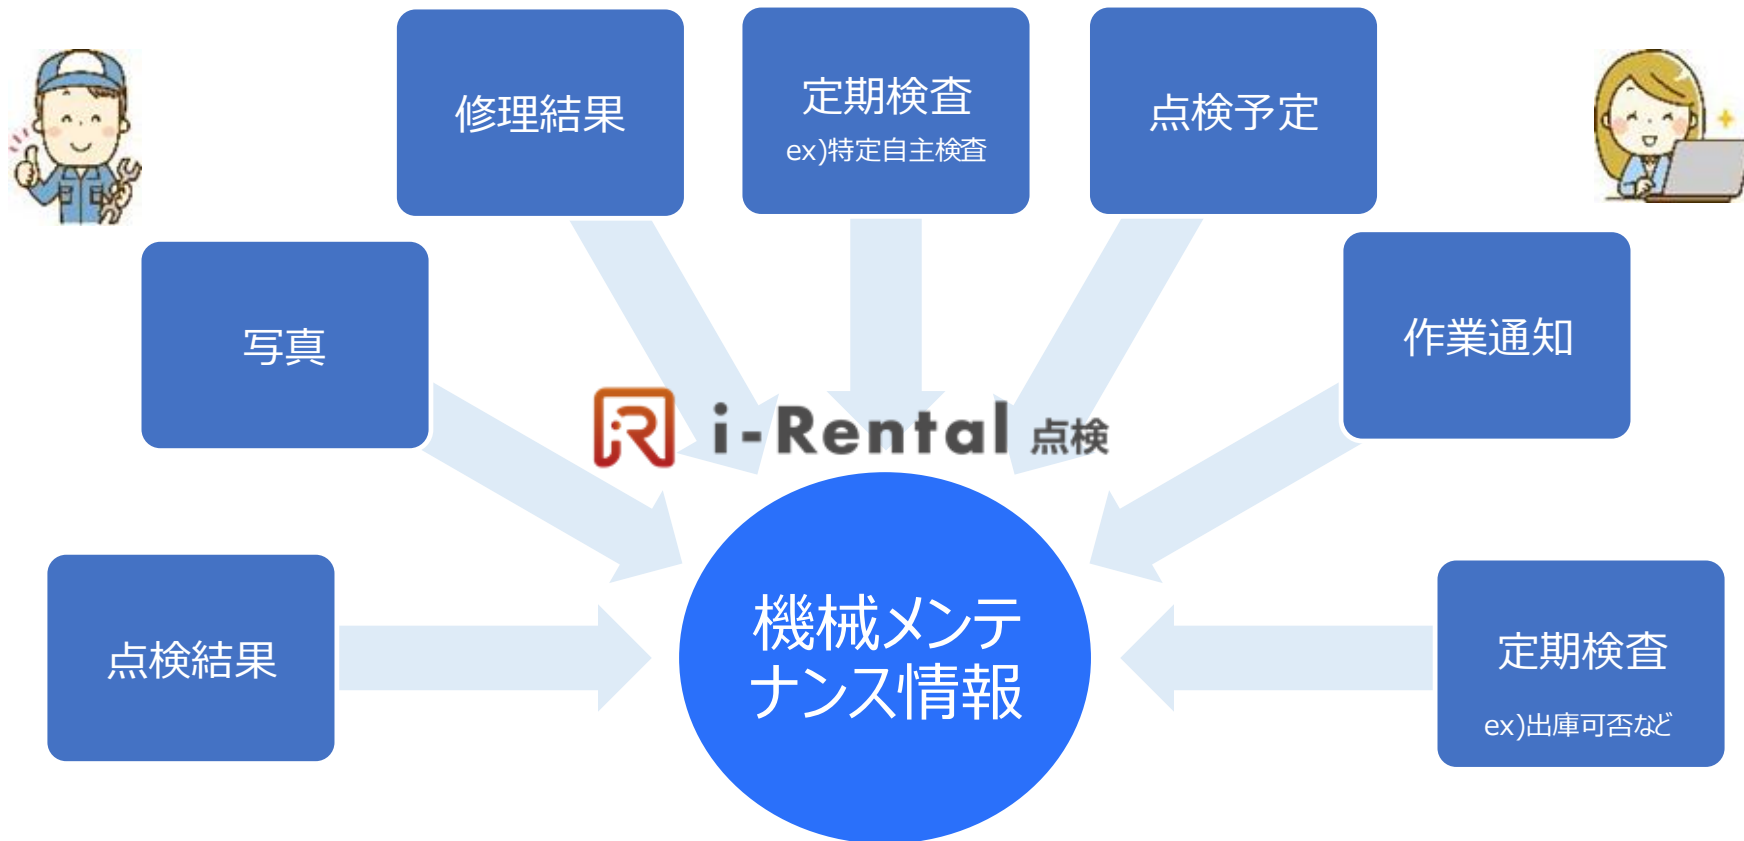 修理結果
定期検査
ex)特定自主検査
点検予定
写真
作業通知
i-Rental 点検
点検結果
機械メンテ
ナンス情報
定期検査
ex)出庫可否など